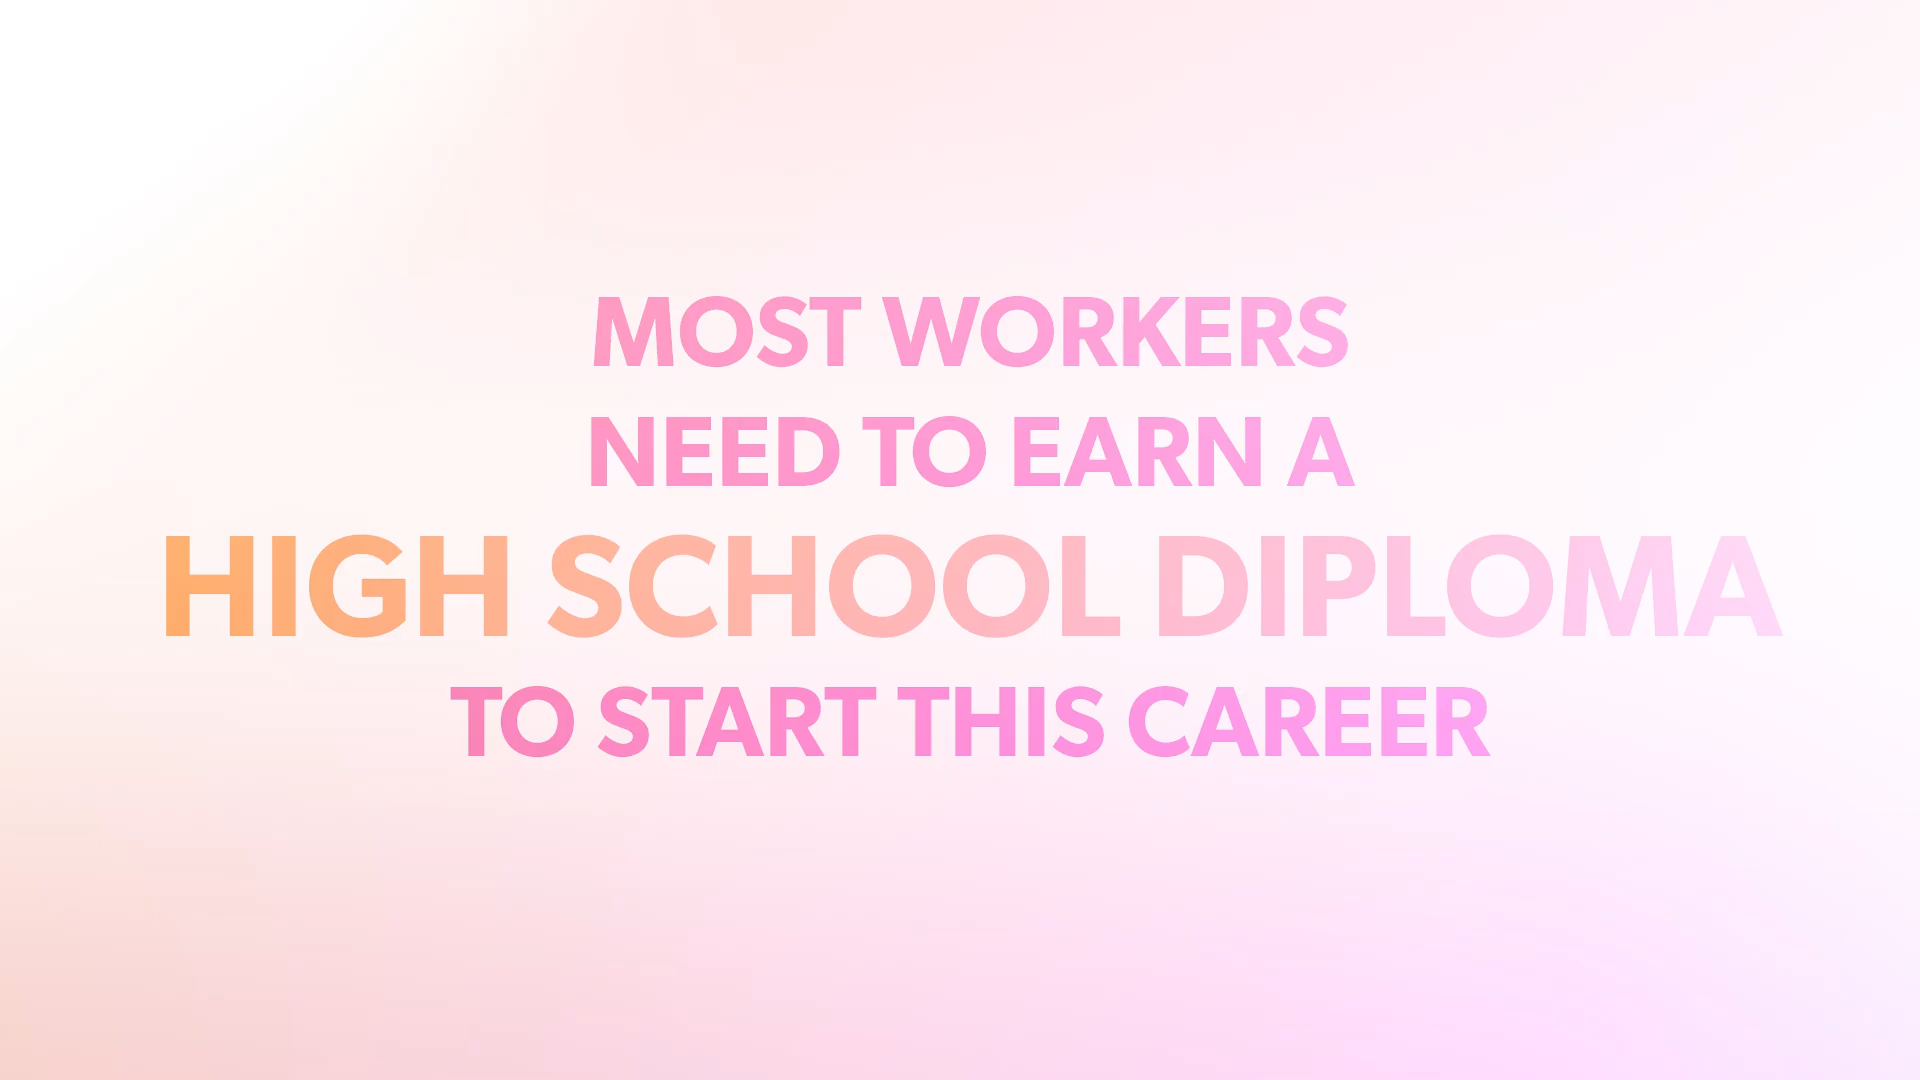 MOST WORKERS
NEED TO EARN A
HIGH SCHOOL DIPLOMA
TO START THIS CAREER